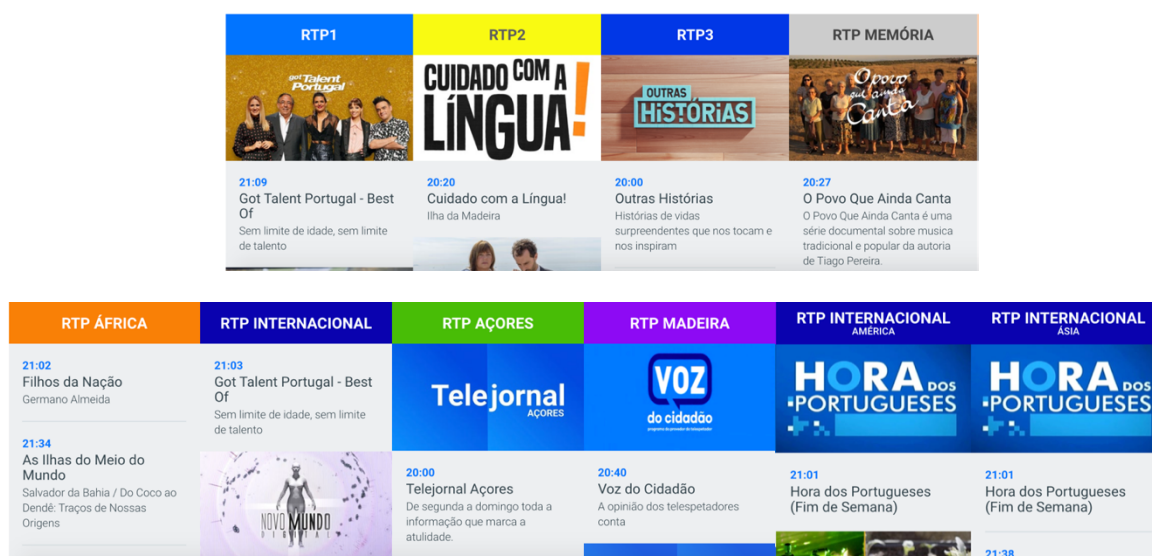 RTP1
RTP2
RTP3
RTP MEMÓRIA
got Talent
Portugal
CUIDADO COM A
LÍNGUA!
OUTRAS
HISTÓRIAS
O povo
que ainda
Canta
21:09
Got Talent Portugal - Best
Of
Sem limite de idade, sem limite
de talento
20:20
Cuidado com a Língua!
Ilha da Madeira
20:00
Outras Histórias
Histórias de vidas
surpreendentes que nos tocam e
nos inspiram
20:27
O Povo Que Ainda Canta
O Povo Que Ainda Canta é uma
série documental sobre musica
tradicional e popular da autoria
de Tiago Pereira.
RTP ÁFRICA
RTP INTERNACIONAL
RTP AÇORES
RTP MADEIRA
RTP INTERNACIONAL
AMÉRICA
RTP INTERNACIONAL
ÁSIA
21:02
Filhos da Nação
Germano Almeida
21:34
As Ilhas do Meio do
Mundo
Salvador da Bahia / Do Coco ao
Dendê: Traços de Nossas
Origens
21:03
Got Talent Portugal - Best
Of
Sem limite de idade, sem limite
de talento
NOVO MUNDO
DIGITAL
Telejornal
AÇORES
20:00
Telejornal Açores
De segunda a domingo toda a
informação que marca a
atulidade.
VOZ
do cidadão
programa do provedor do telespetador
20:40
Voz do Cidadão
A opinião dos telespetadores
conta
HORA DOS
PORTUGUESES
21:01
Hora dos Portugueses
(Fim de Semana)
HORA DOS
PORTUGUESES
21:01
Hora dos Portugueses
(Fim de Semana)
21:38